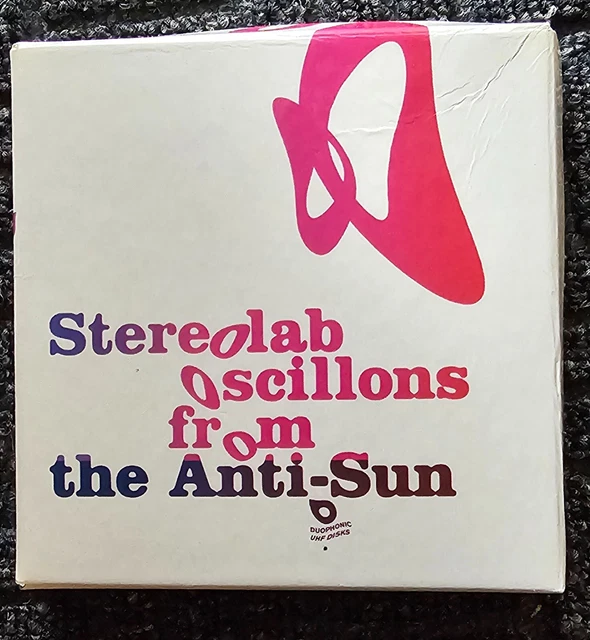 Stereolab
Oscillons
from
the Anti-Sun
DUOPHONIC
UHF DISKS